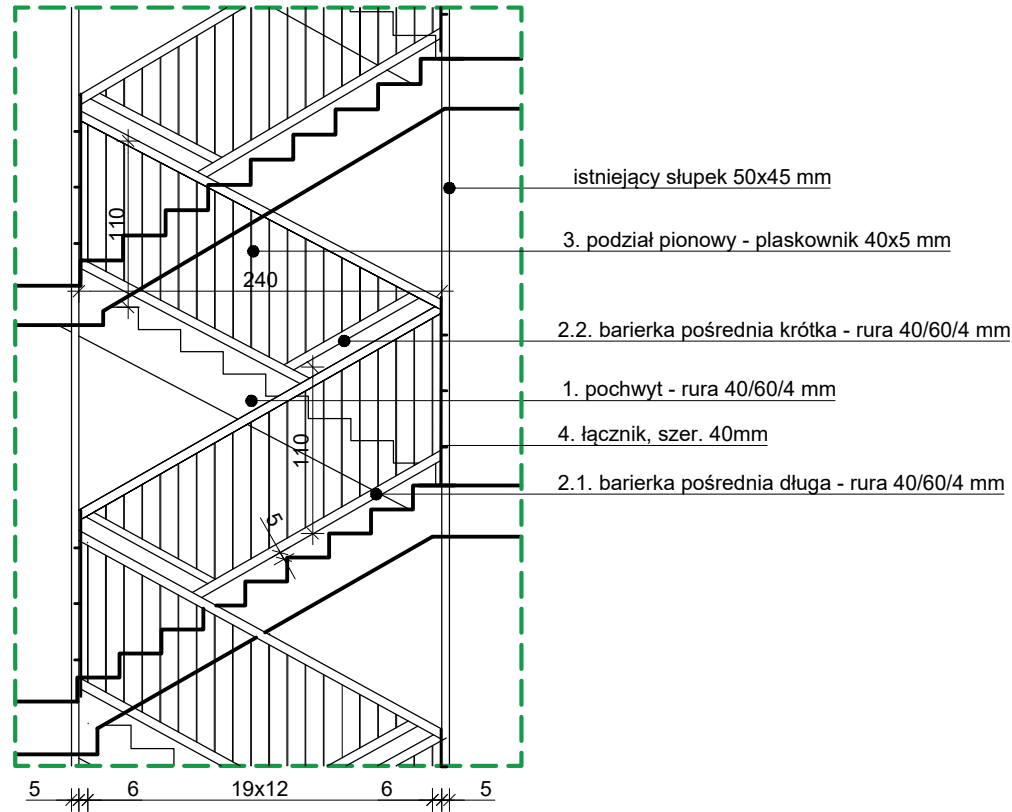 istniejący słupek 50x45 mm
3. podział pionowy - plaskownik 40x5 mm
110
240
2.2. barierka pośrednia krótka - rura 40/60/4 mm
1. pochwyt - rura 40/60/4 mm
110
4. łącznik, szer. 40mm
2.1. barierka pośrednia długa - rura 40/60/4 mm
5
5 6 19x12 6 5